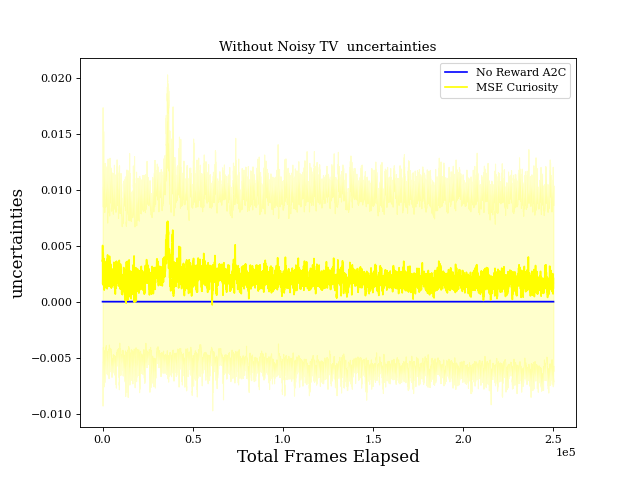 Without Noisy TV  uncertainties
No Reward A2C
MSE Curiosity
uncertainties
0.020
0.015
0.010
0.005
0.000
−0.005
−0.010
0.0
0.5
1.0
1.5
2.0
2.5
1e5
Total Frames Elapsed